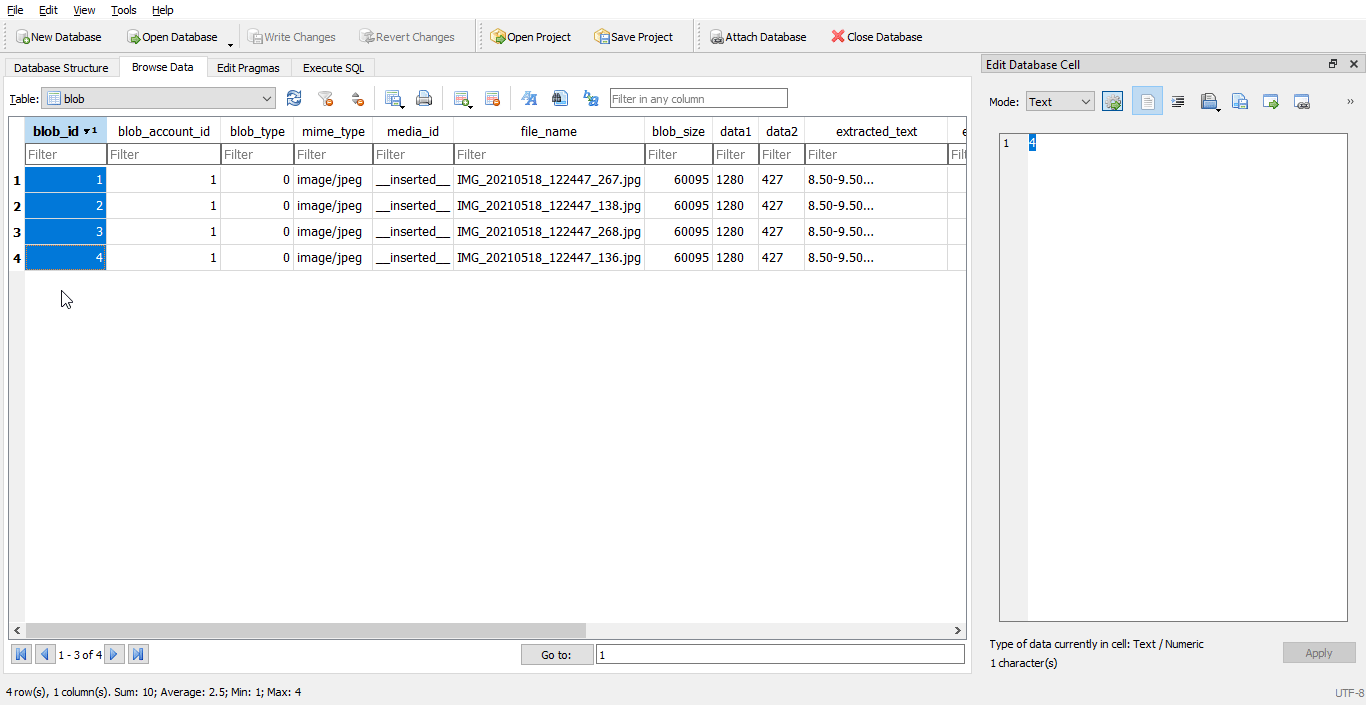 File Edit View Tools Help
New Database Open Database Write Changes Revert Changes Open Project Save Project Attach Database Close Database
Database Structure Browse Data Edit Pragmas Execute SQL
Edit Database Cell
Table: blob Filter in any column
Mode: Text
blob_id 1 blob_account_id blob_type mime_type media_id file_name blob_size data1 data2 extracted_text e
Filter Filter Filter Filter Filter Filter Filter Filter Filter Filter Filt
1 1 1 0 image/jpeg __inserted__ IMG_20210518_122447_267.jpg 60095 1280 427 8.50-9.50...
2 2 1 0 image/jpeg __inserted__ IMG_20210518_122447_138.jpg 60095 1280 427 8.50-9.50...
3 3 1 0 image/jpeg __inserted__ IMG_20210518_122447_268.jpg 60095 1280 427 8.50-9.50...
4 4 1 0 image/jpeg __inserted__ IMG_20210518_122447_136.jpg 60095 1280 427 8.50-9.50...
1 4
1 - 3 of 4 Go to: 1
Type of data currently in cell: Text / Numeric
1 character(s)
Apply
4 row(s), 1 column(s). Sum: 10; Average: 2.5; Min: 1; Max: 4
UTF-8